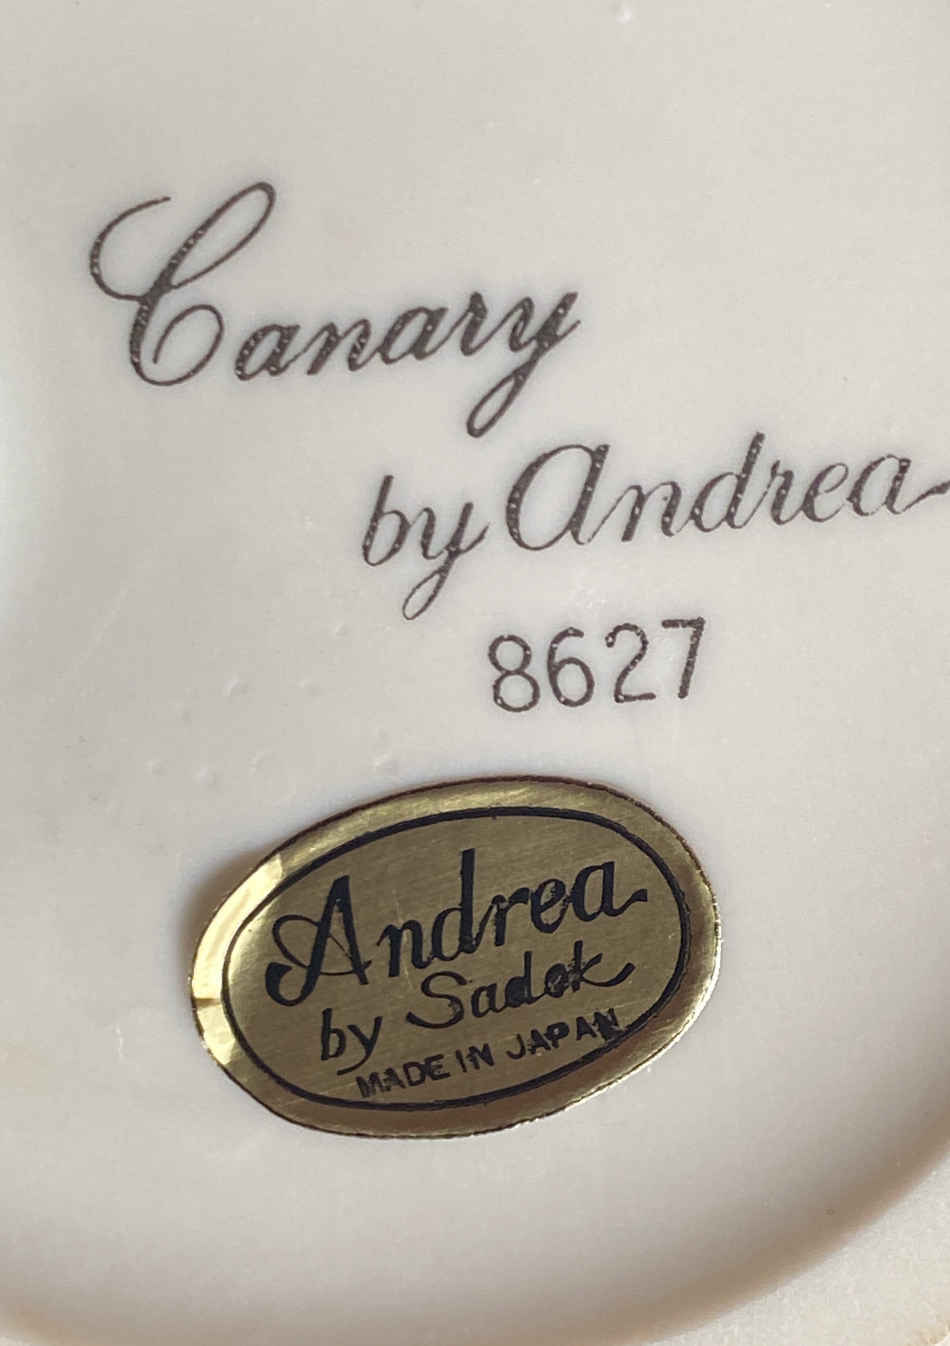 Canary
by Andrea
8627
Andrea
by Sadek
MADE IN JAPAN